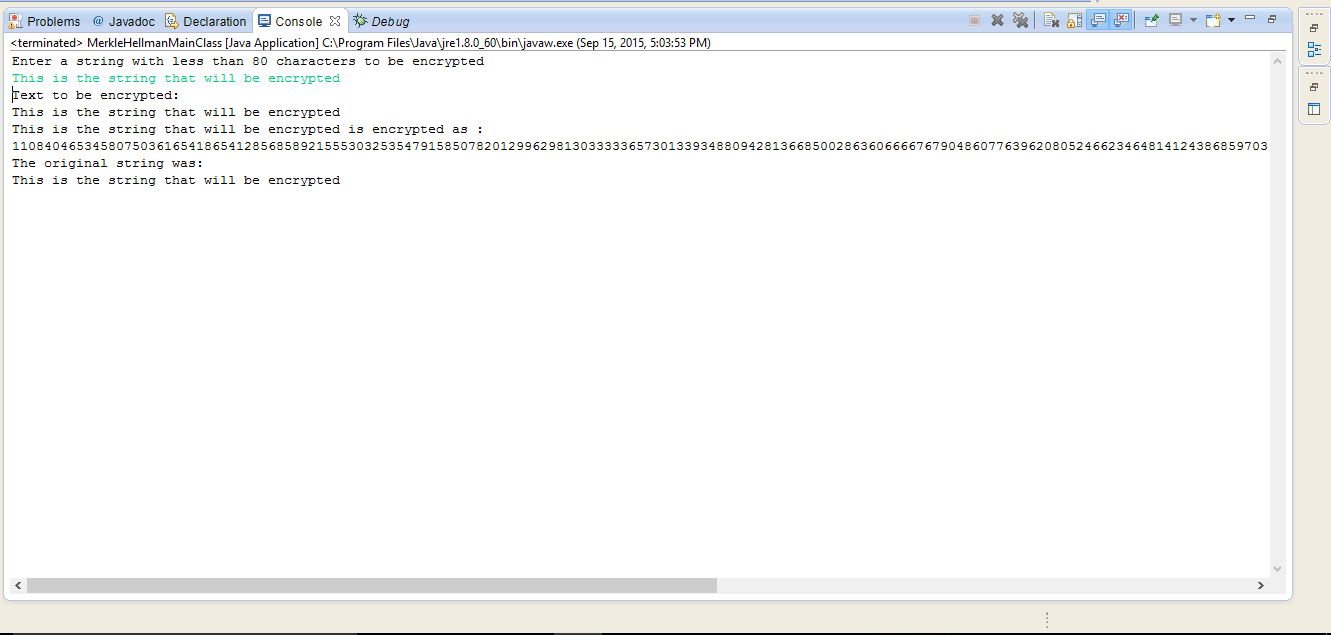 Problems @ Javadoc Declaration Console Debug
<terminated> MerkleHellmanMainClass [Java Application] C:\Program Files\Java\jre1.8.0_60\bin\javaw.exe (Sep 15, 2015, 5:03:53 PM)
Enter a string with less than 80 characters to be encrypted
This is the string that will be encrypted
Text to be encrypted:
This is the string that will be encrypted
This is the string that will be encrypted is encrypted as :
1108404653458075036165418654128568589215553032535479158507820129962981303333365730133934880942813668500286360666676790486077639620805246623464814124386859703
The original string was:
This is the string that will be encrypted